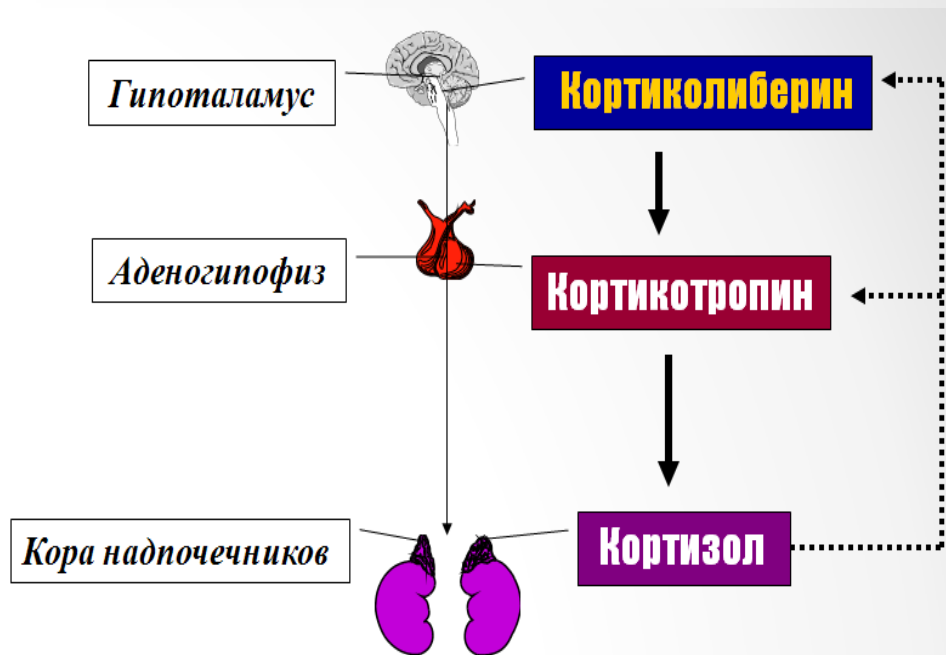 Гипоталамус
Кортиколиберин
Аденогипофиз
Кортикотропин
Кора надпочечников
Кортизол